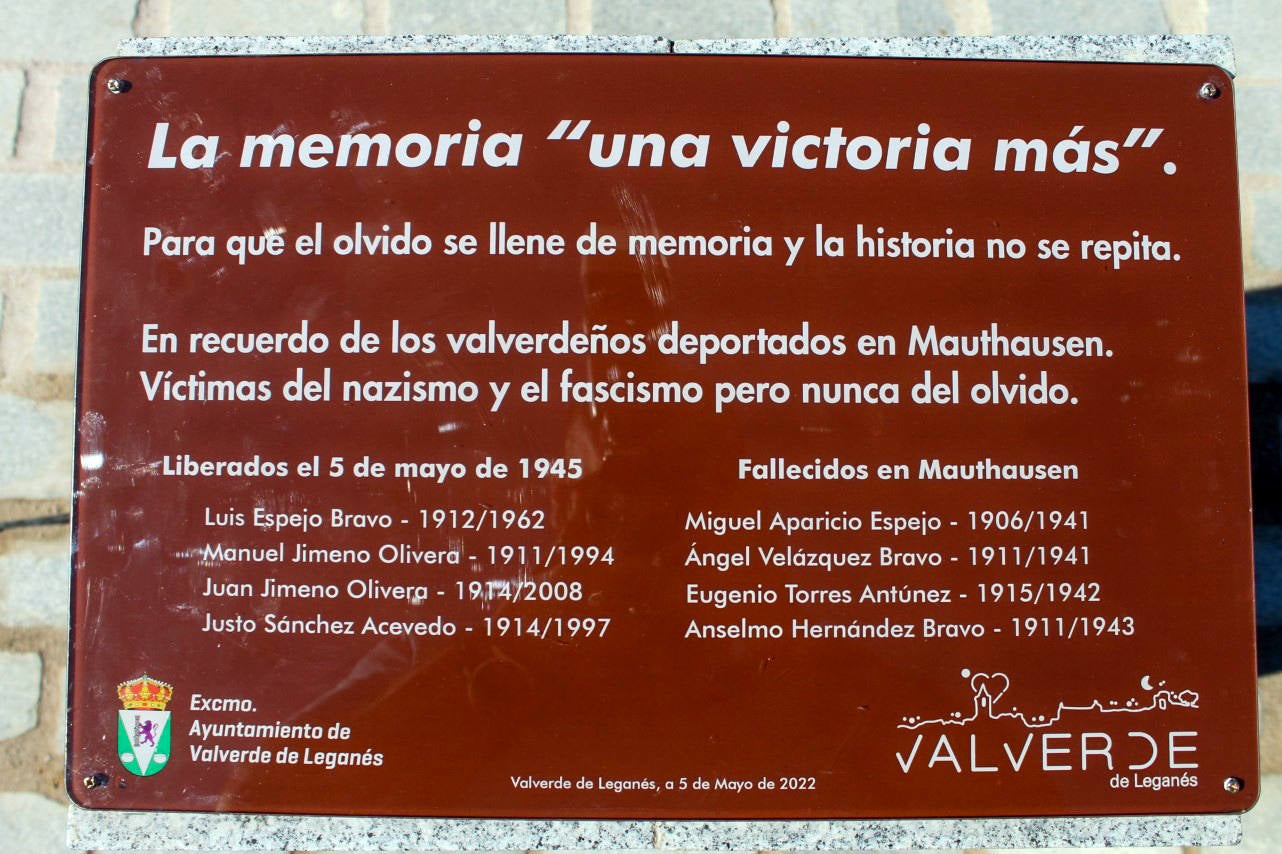 La memoria “una victoria más”.
Para que el olvido se llene de memoria y la historia no se repita.
En recuerdo de los valverdeños deportados en Mauthausen.
Víctimas del nazismo y el fascismo pero nunca del olvido.
Liberados el 5 de mayo de 1945
Luis Espejo Bravo - 1912/1962
Manuel Jimeno Olivera - 1911/1994
Juan Jimeno Olivera - 1914/2008
Justo Sánchez Acevedo - 1914/1997
Fallecidos en Mauthausen
Miguel Aparicio Espejo - 1906/1941
Ángel Velázquez Bravo - 1911/1941
Eugenio Torres Antúnez - 1915/1942
Anselmo Hernández Bravo - 1911/1943
Excmo.
Ayuntamiento de
Valverde de Leganés
Valverde de Leganés, a 5 de Mayo de 2022
VALVERDE
de Leganés